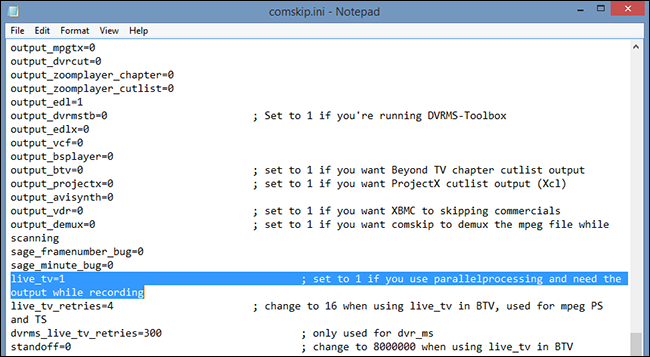 comskip.ini - Notepad
File Edit Format View Help
output_mpgtx=0
output_dvrcut=0
output_zoomplayer_chapter=0
output_zoomplayer_cutlist=0
output_edl=1
output_dvrmstb=0 ; Set to 1 if you're running DVRMS-Toolbox
output_edlx=0
output_vcf=0
output_bsplayer=0
output_btv=0 ; set to 1 if you want Beyond TV chapter cutlist output
output_projectx=0 ; set to 1 if you want ProjectX cutlist output (Xcl)
output_avisynth=0
output_vdr=0 ; set to 1 if you want XBMC to skipping commercials
output_demux=0 ; set to 1 if you want comskip to demux the mpeg file while
scanning
sage_framenumber_bug=0
sage_minute_bug=0
live_tv=1 ; set to 1 if you use parallelprocessing and need the
output while recording
live_tv_retries=4 ; change to 16 when using live_tv in BTV, used for mpeg PS
and TS
dvrms_live_tv_retries=300 ; only used for dvr_ms
standoff=0 ; change to 8000000 when using live_tv in BTV